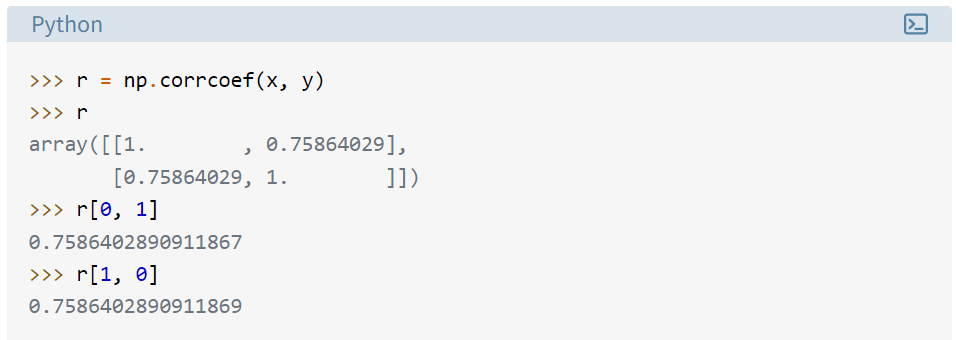 Python
>>> r = np.corrcoef(x, y)
>>> r
array([[1.        , 0.75864029],
       [0.75864029, 1.        ]])
>>> r[0, 1]
0.7586402890911867
>>> r[1, 0]
0.7586402890911869